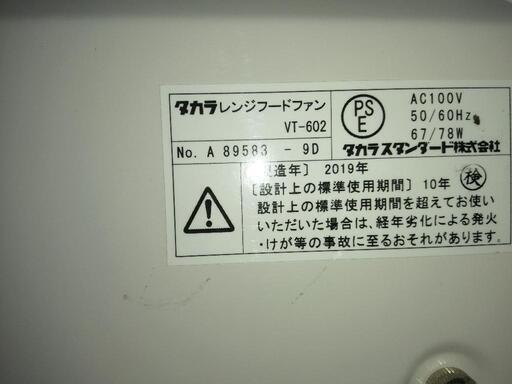 タカラレンジフードファン
VT-602
PS
E
AC100V
50/60Hz
67/78W
No. A 89583 - 9D
タカラスタンダード株式会社
造年〕 2019年
〔設計上の標準使用期間〕 10年 検
設計上の標準使用期間を超えてお使い
いただいた場合は、経年劣化による発火
・けが等の事故に至るおそれがあります。